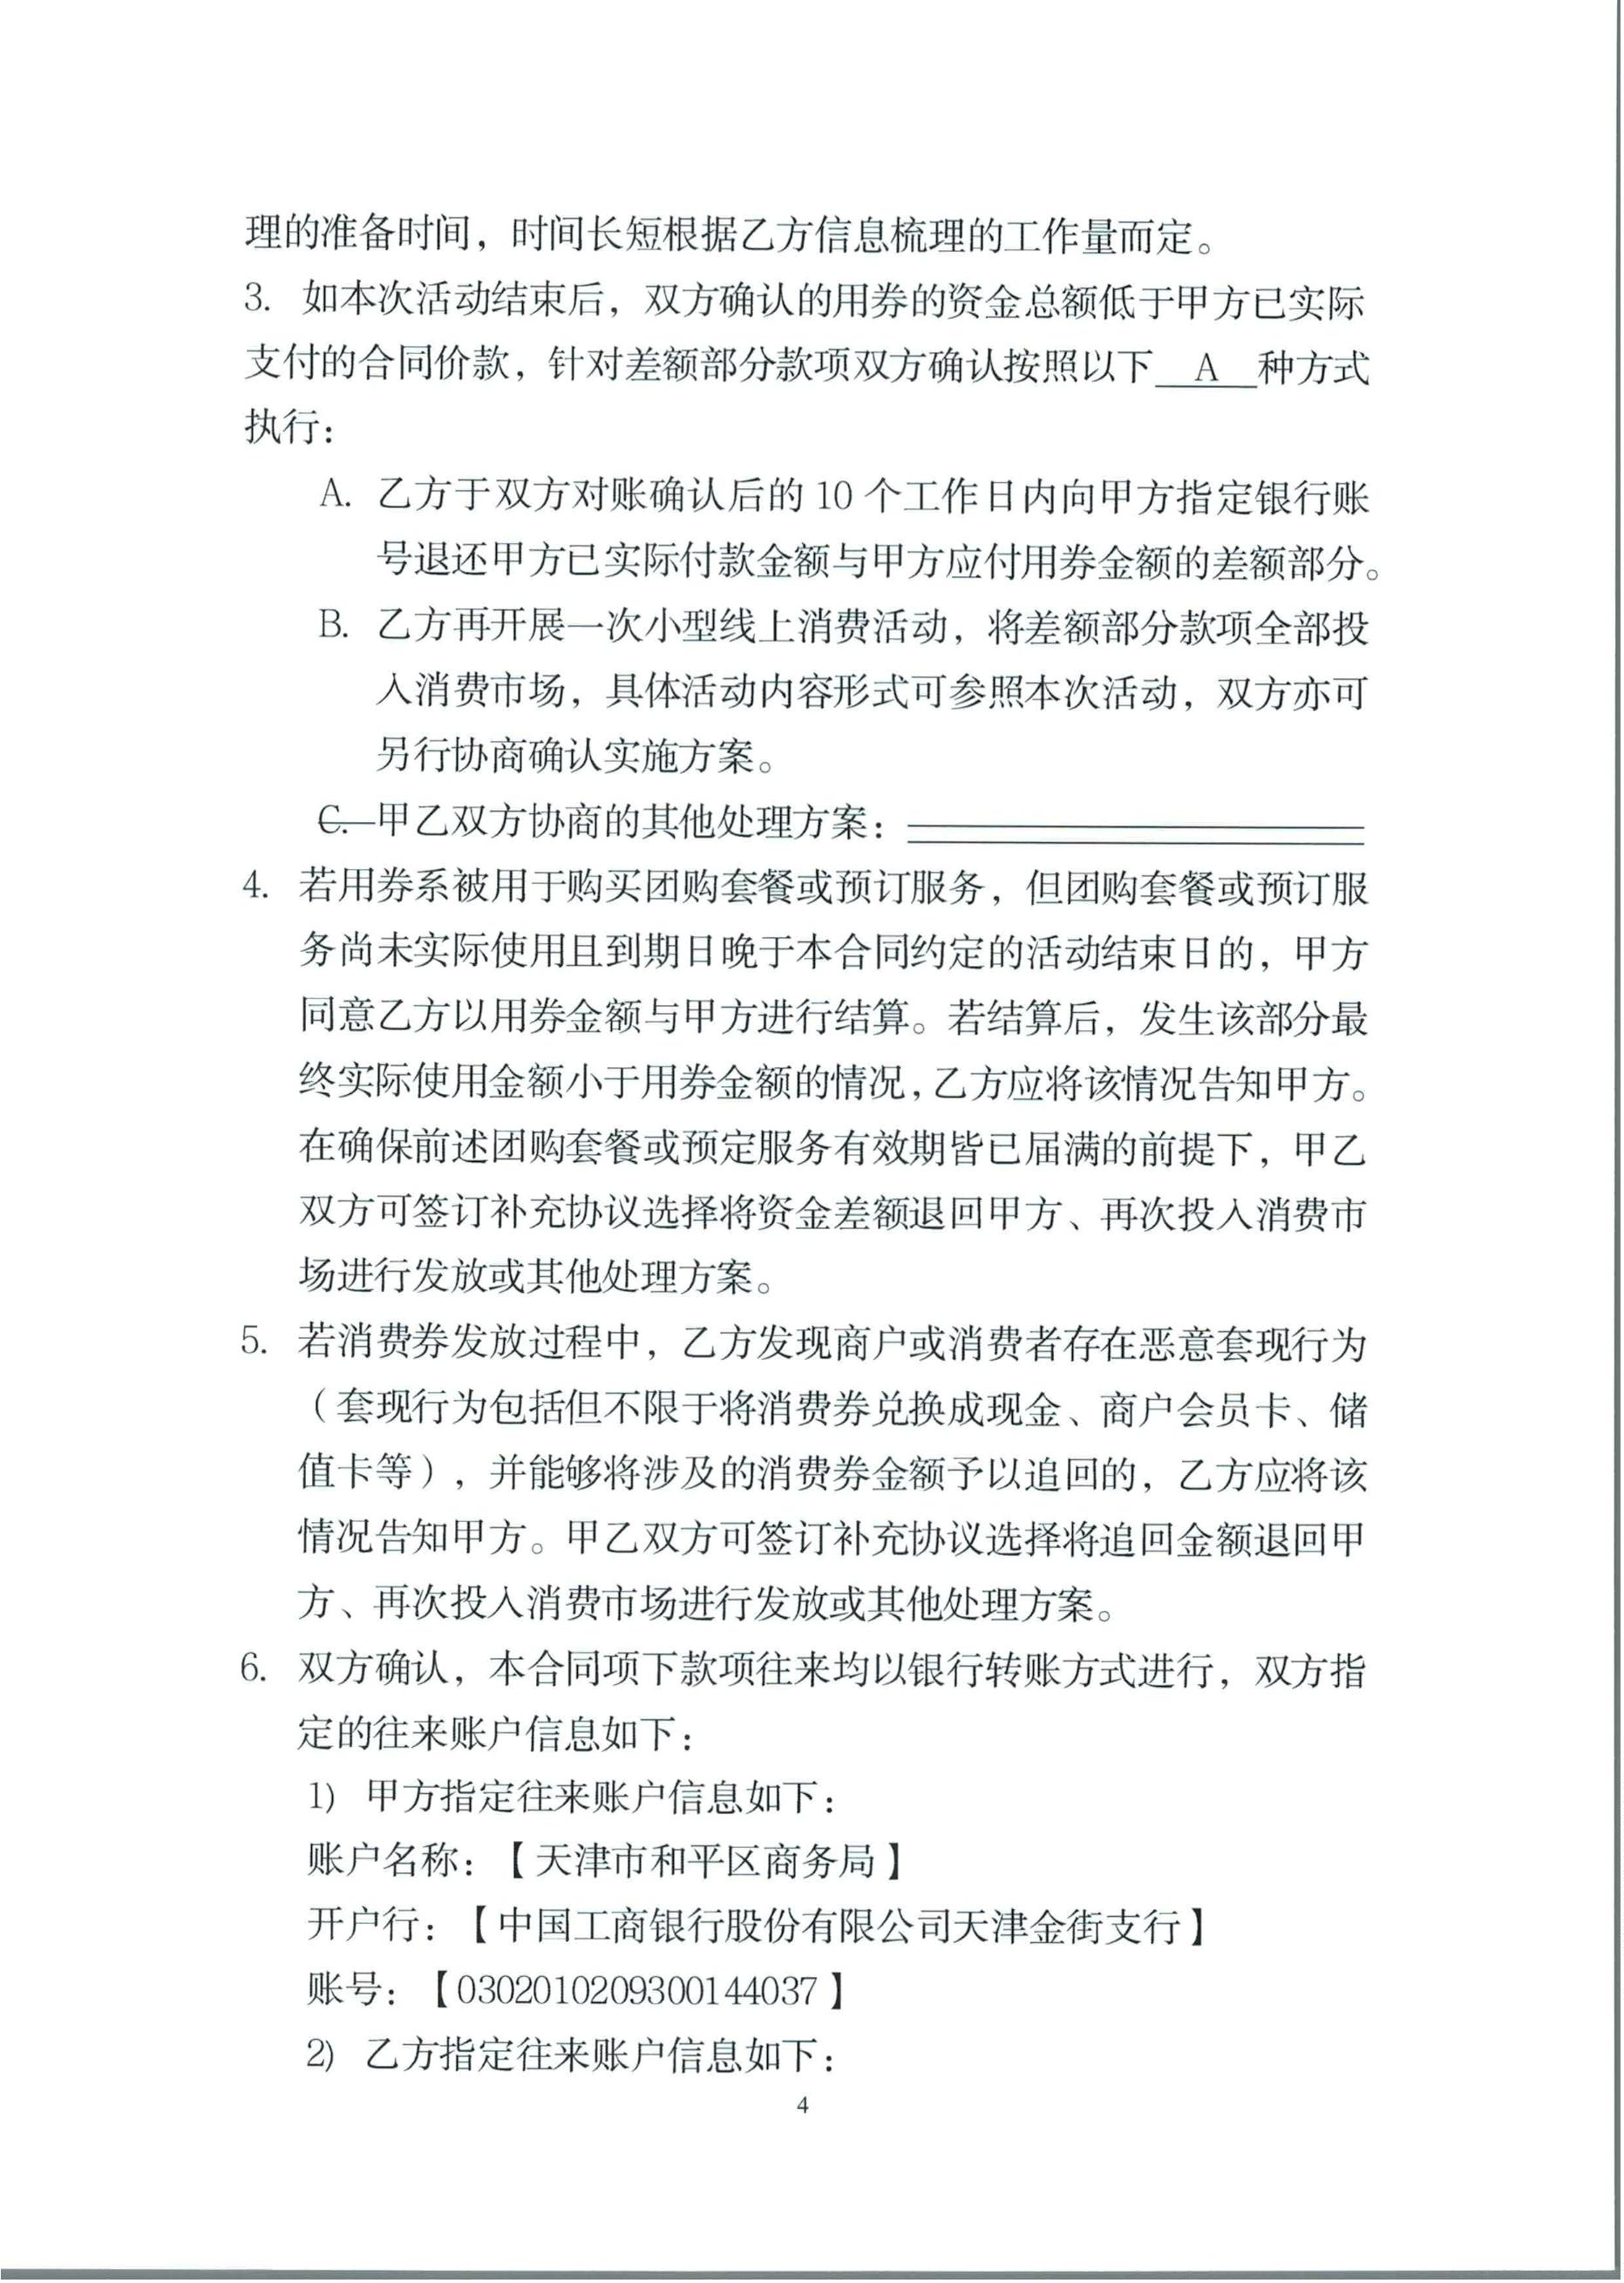 理的准备时间，时间长短根据乙方信息梳理的工作量而定。
3. 如本次活动结束后，双方确认的用券的资金总额低于甲方已实际
支付的合同价款，针对差额部分款项双方确认按照以下 A 种方式
执行：
A. 乙方于双方对账确认后的 10 个工作日内向甲方指定银行账
号退还甲方已实际付款金额与甲方应付用券金额的差额部分。
B. 乙方再开展一次小型线上消费活动，将差额部分款项全部投
入消费市场，具体活动内容形式可参照本次活动，双方亦可
另行协商确认实施方案。
C. 甲乙双方协商的其他处理方案：
4. 若用券系被用于购买团购套餐或预订服务，但团购套餐或预订服
务尚未实际使用且到期日晚于本合同约定的活动结束日的，甲方
同意乙方以用券金额与甲方进行结算。若结算后，发生该部分最
终实际使用金额小于用券金额的情况，乙方应将该情况告知甲方。
在确保前述团购套餐或预定服务有效期皆已届满的前提下，甲乙
双方可签订补充协议选择将资金差额退回甲方、再次投入消费市
场进行发放或其他处理方案。
5. 若消费券发放过程中，乙方发现商户或消费者存在恶意套现行为
（套现行为包括但不限于将消费券兑换成现金、商户会员卡、储
值卡等），并能够将涉及的消费券金额予以追回的，乙方应将该
情况告知甲方。甲乙双方可签订补充协议选择将追回金额退回甲
方、再次投入消费市场进行发放或其他处理方案。
6. 双方确认，本合同项下款项往来均以银行转账方式进行，双方指
定的往来账户信息如下：
1) 甲方指定往来账户信息如下：
账户名称：【天津市和平区商务局】
开户行：【中国工商银行股份有限公司天津金街支行】
账号：【0302010209300144037】
2) 乙方指定往来账户信息如下：
4